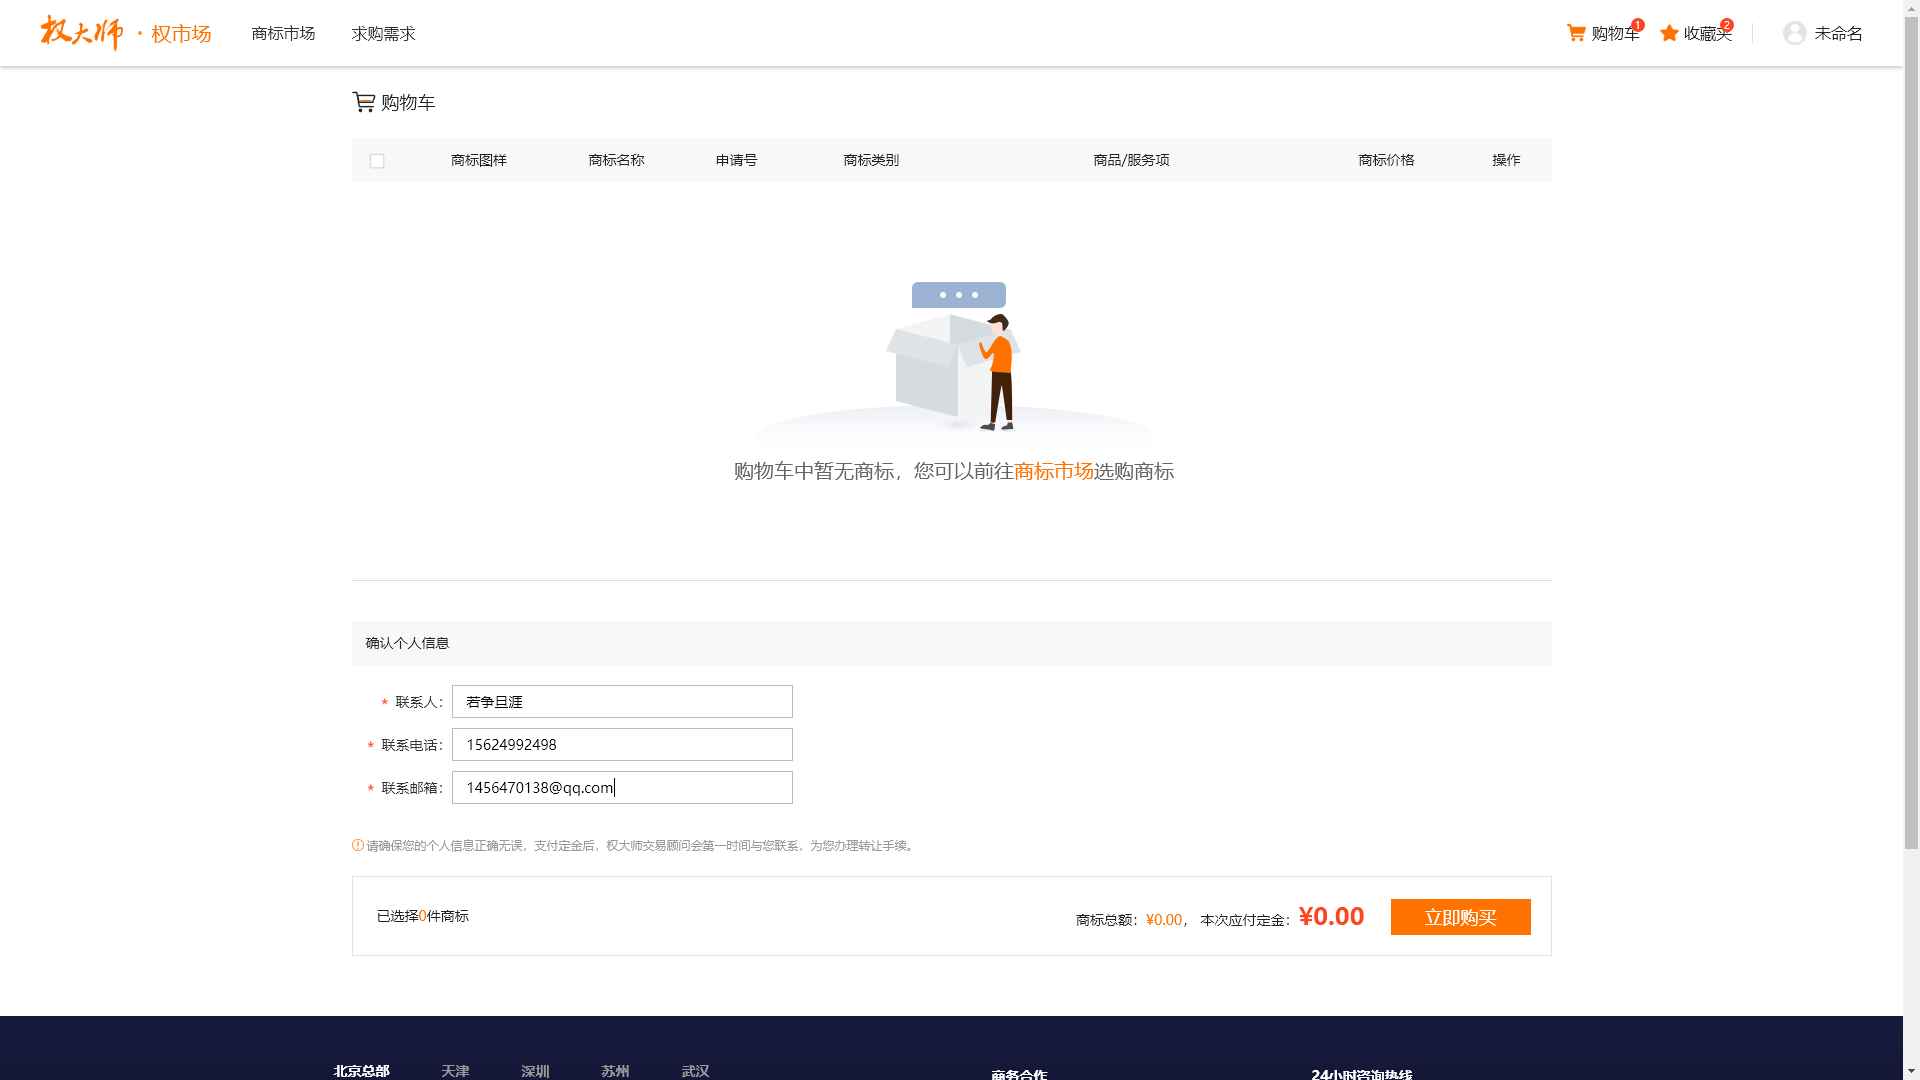 权大师·权市场 商标市场 求购需求 购物车 1 收藏夹 2 未命名
购物车
商标图样 商标名称 申请号 商标类别 商品/服务项 商标价格 操作
购物车中暂无商标，您可以前往商标市场选购商标
确认个人信息
* 联系人： 若争旦涯
* 联系电话： 15624992498
* 联系邮箱： 1456470138@qq.com
请确保您的个人信息正确无误，支付定金后，权大师交易顾问会第一时间与您联系，为您办理转让手续。
已选择0件商标 商标总额：¥0.00， 本次应付定金：¥0.00 立即购买
北京总部 天津 深圳 苏州 武汉 商务合作 24小时咨询热线